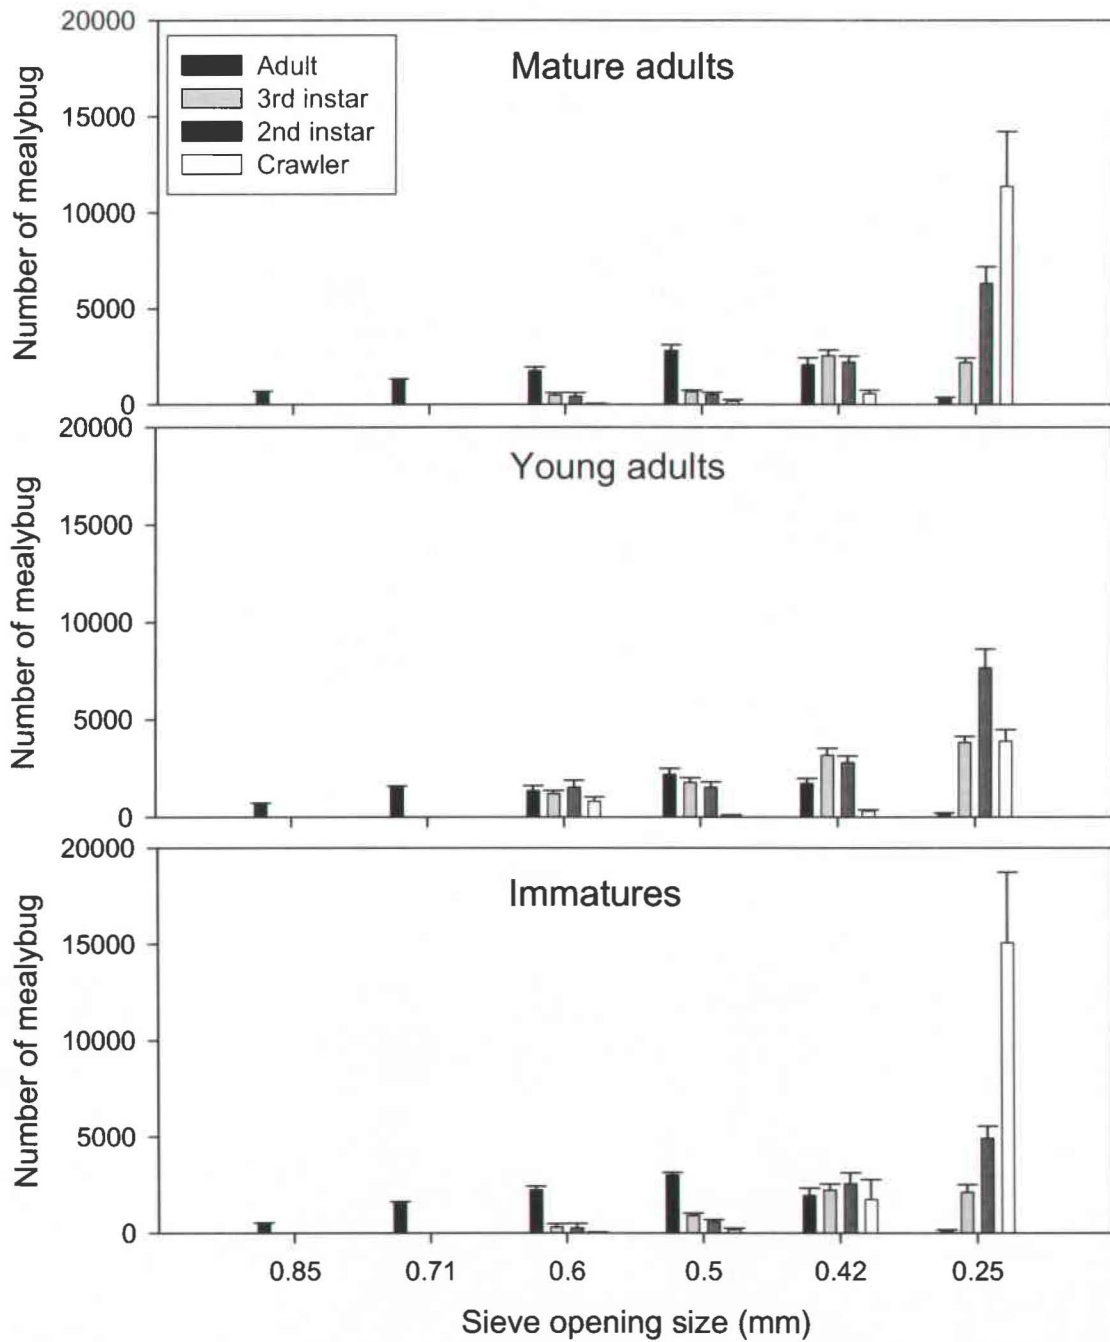 20000
15000
10000
5000
0
Number of mealybug
Adult
3rd instar
2nd instar
Crawler
Mature adults
20000
15000
10000
5000
0
Number of mealybug
Young adults
20000
15000
10000
5000
0
Number of mealybug
Immatures
0.85 0.71 0.6 0.5 0.42 0.25
Sieve opening size (mm)